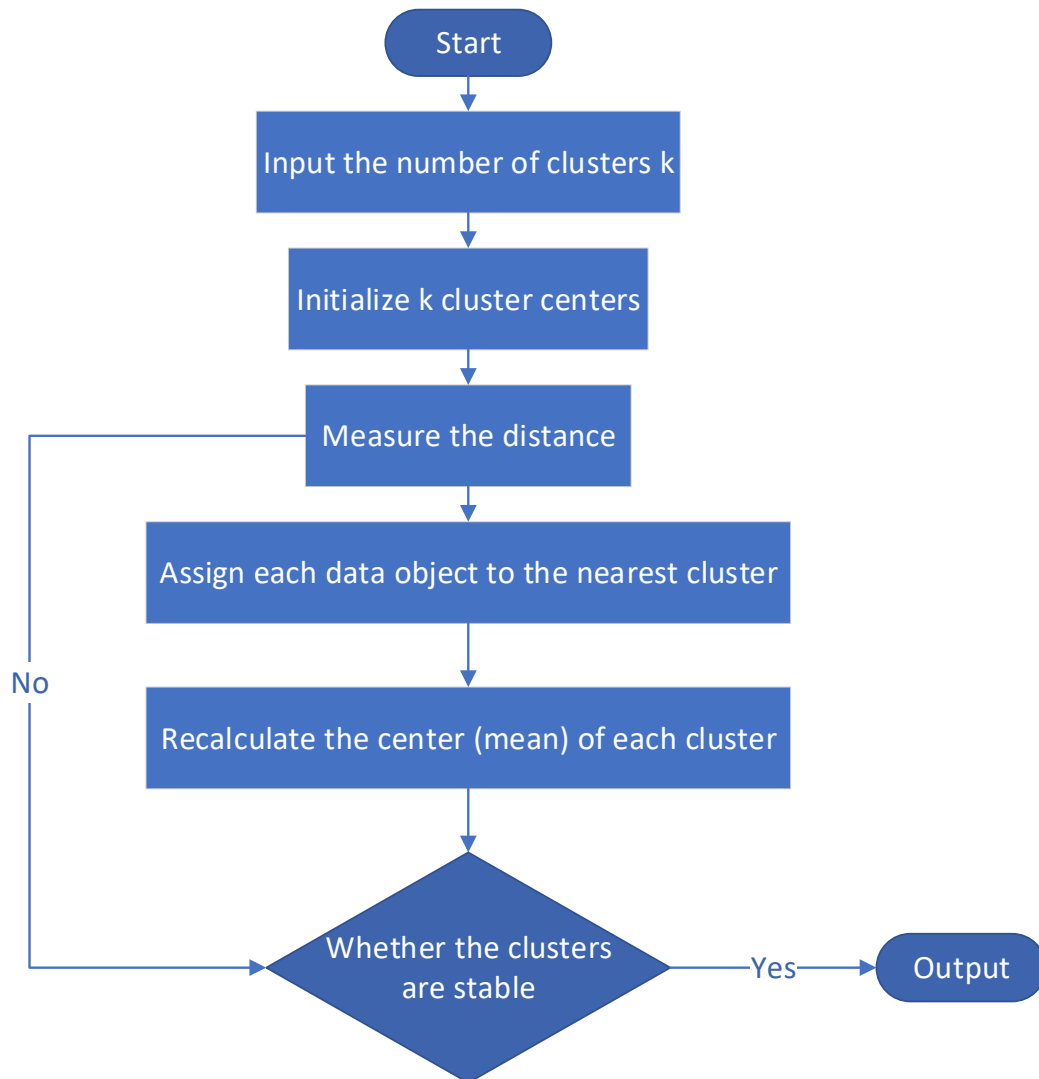 Start
Input the number of clusters k
Initialize k cluster centers
Measure the distance
Assign each data object to the nearest cluster
No
Recalculate the center (mean) of each cluster
Whether the clusters
are stable
Yes
Output